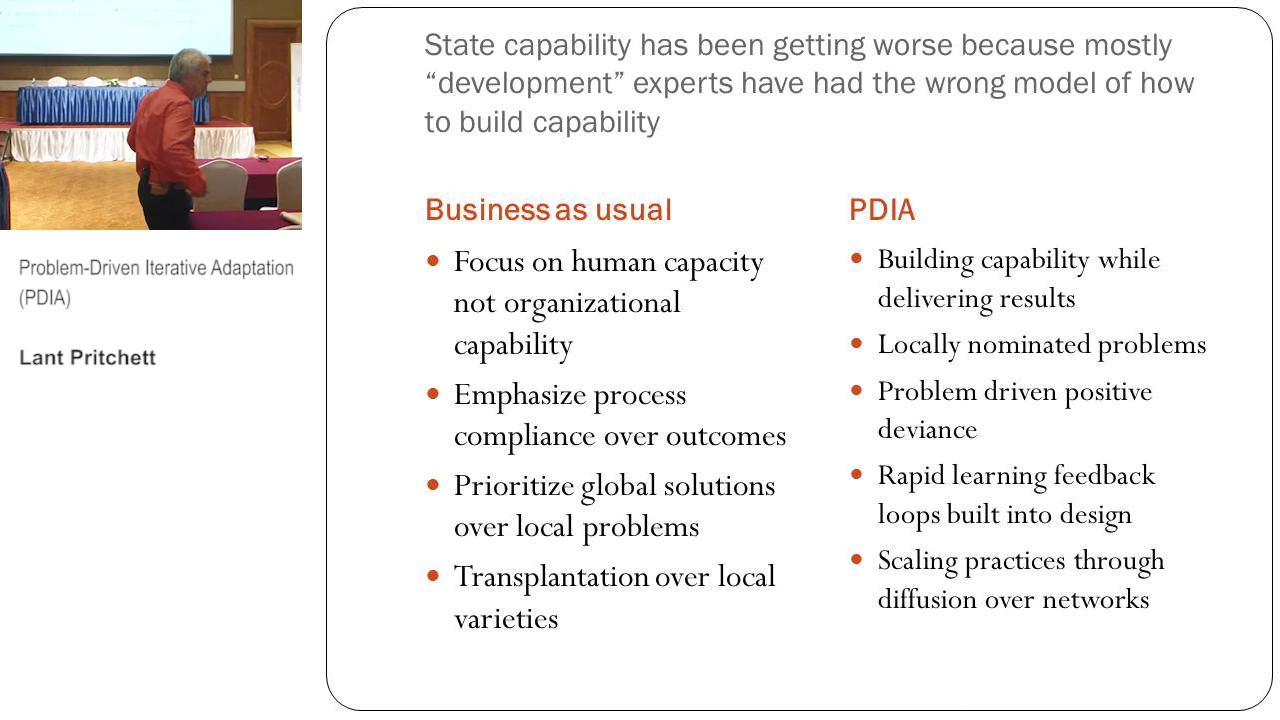 Problem-Driven Iterative Adaptation
(PDIA)
Lant Pritchett
State capability has been getting worse because mostly
“development” experts have had the wrong model of how
to build capability
Business as usual
• Focus on human capacity
not organizational
capability
• Emphasize process
compliance over outcomes
• Prioritize global solutions
over local problems
• Transplantation over local
varieties
PDIA
• Building capability while
delivering results
• Locally nominated problems
• Problem driven positive
deviance
• Rapid learning feedback
loops built into design
• Scaling practices through
diffusion over networks